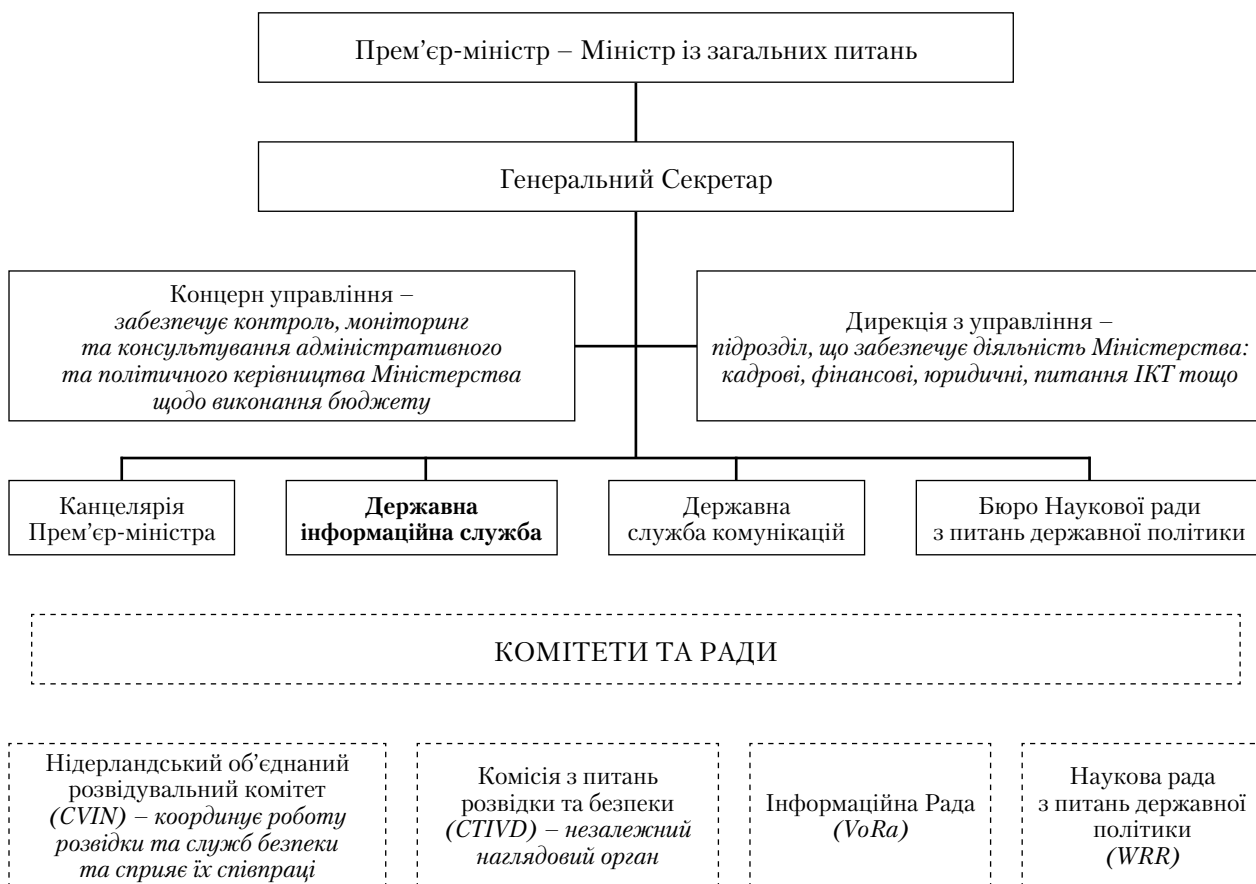 Прем’єр-міністр – Міністр із загальних питань
Генеральний Секретар
Концерн управління –
забезпечує контроль, моніторинг
та консультування адміністративного
та політичного керівництва Міністерства
щодо виконання бюджету
Дирекція з управління –
підрозділ, що забезпечує діяльність Міністерства:
кадрові, фінансові, юридичні, питання ІКТ тощо
Канцелярія
Прем’єр-міністра
Державна
інформаційна служба
Державна
служба комунікацій
Бюро Наукової ради
з питань державної політики
КОМІТЕТИ ТА РАДИ
Нідерландський об’єднаний
розвідувальний комітет
(CVIN) – координує роботу
розвідки та служб безпеки
та сприяє їх співпраці
Комісія з питань
розвідки та безпеки
(CTIVD) – незалежний
наглядовий орган
Інформаційна Рада
(VoRa)
Наукова рада
з питань державної
політики
(WRR)